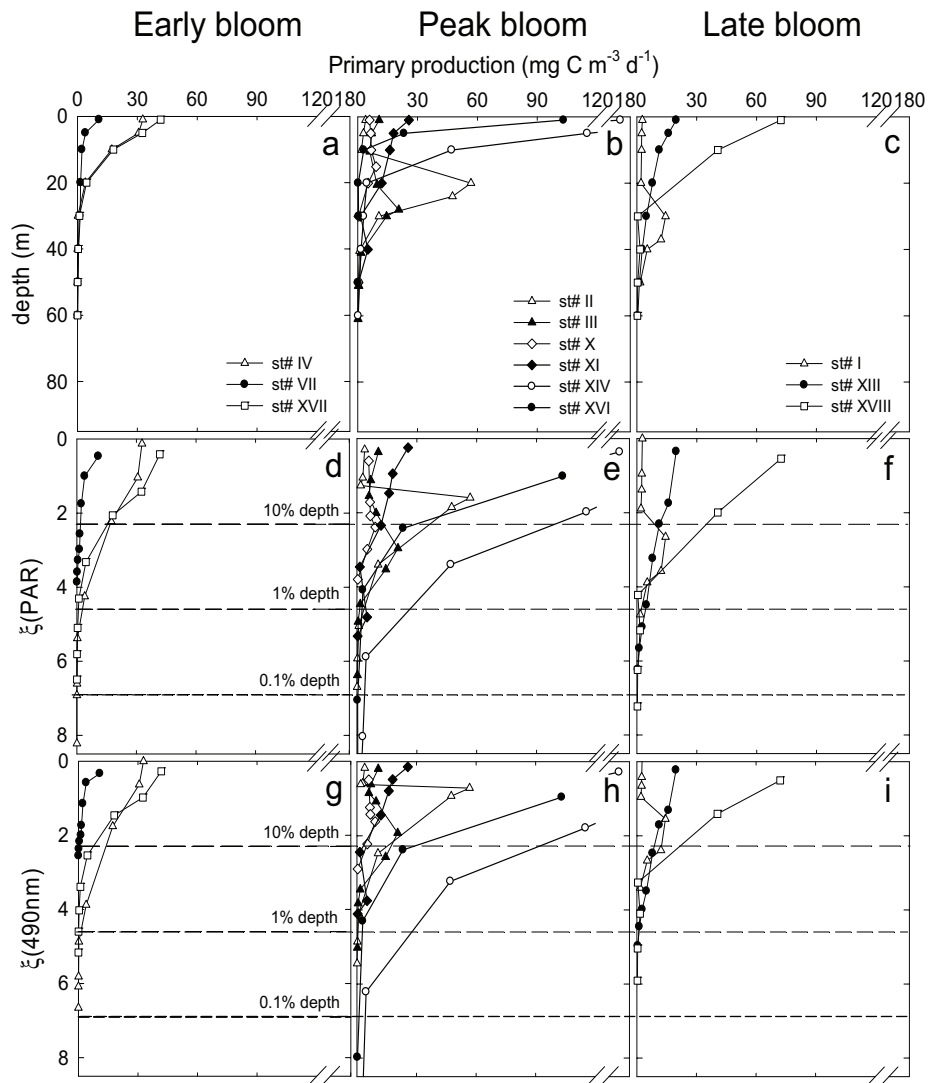 Early bloom Peak bloom Late bloom
Primary production (mg C m⁻³ d⁻¹)
0 30 60 90 120 180 30 60 90 120 180 30 60 90 120 180
0 a b c
20
40
60
80
depth (m)
st# IV
st# VII
st# XVII
st# II
st# III
st# X
st# XI
st# XIV
st# XVI
st# I
st# XIII
st# XVIII
0 d e f
2
4
6
8
ξ(PAR)
10% depth
1% depth
0.1% depth
0 g h i
2
4
6
8
ξ(490nm)
10% depth
1% depth
0.1% depth